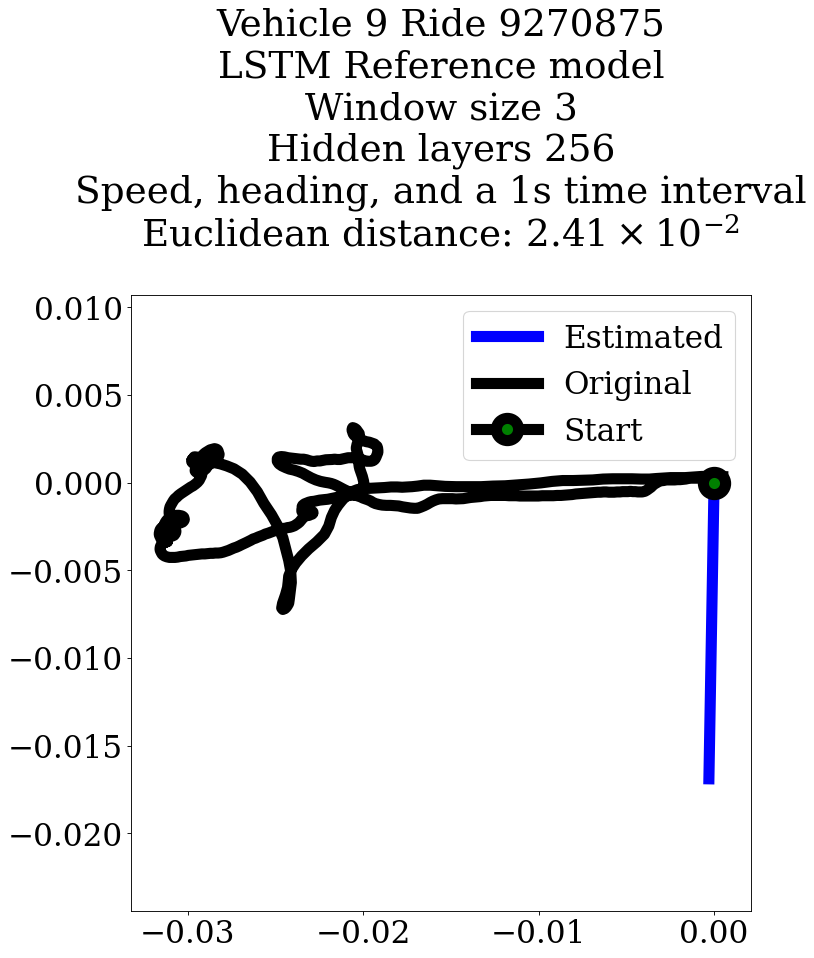 Vehicle 9 Ride 9270875
LSTM Reference model
Window size 3
Hidden layers 256
Speed, heading, and a 1s time interval
Euclidean distance: 2.41 × 10⁻²
Estimated
Original
Start
0.010
0.005
0.000
−0.005
−0.010
−0.015
−0.020
−0.03 −0.02 −0.01 0.00